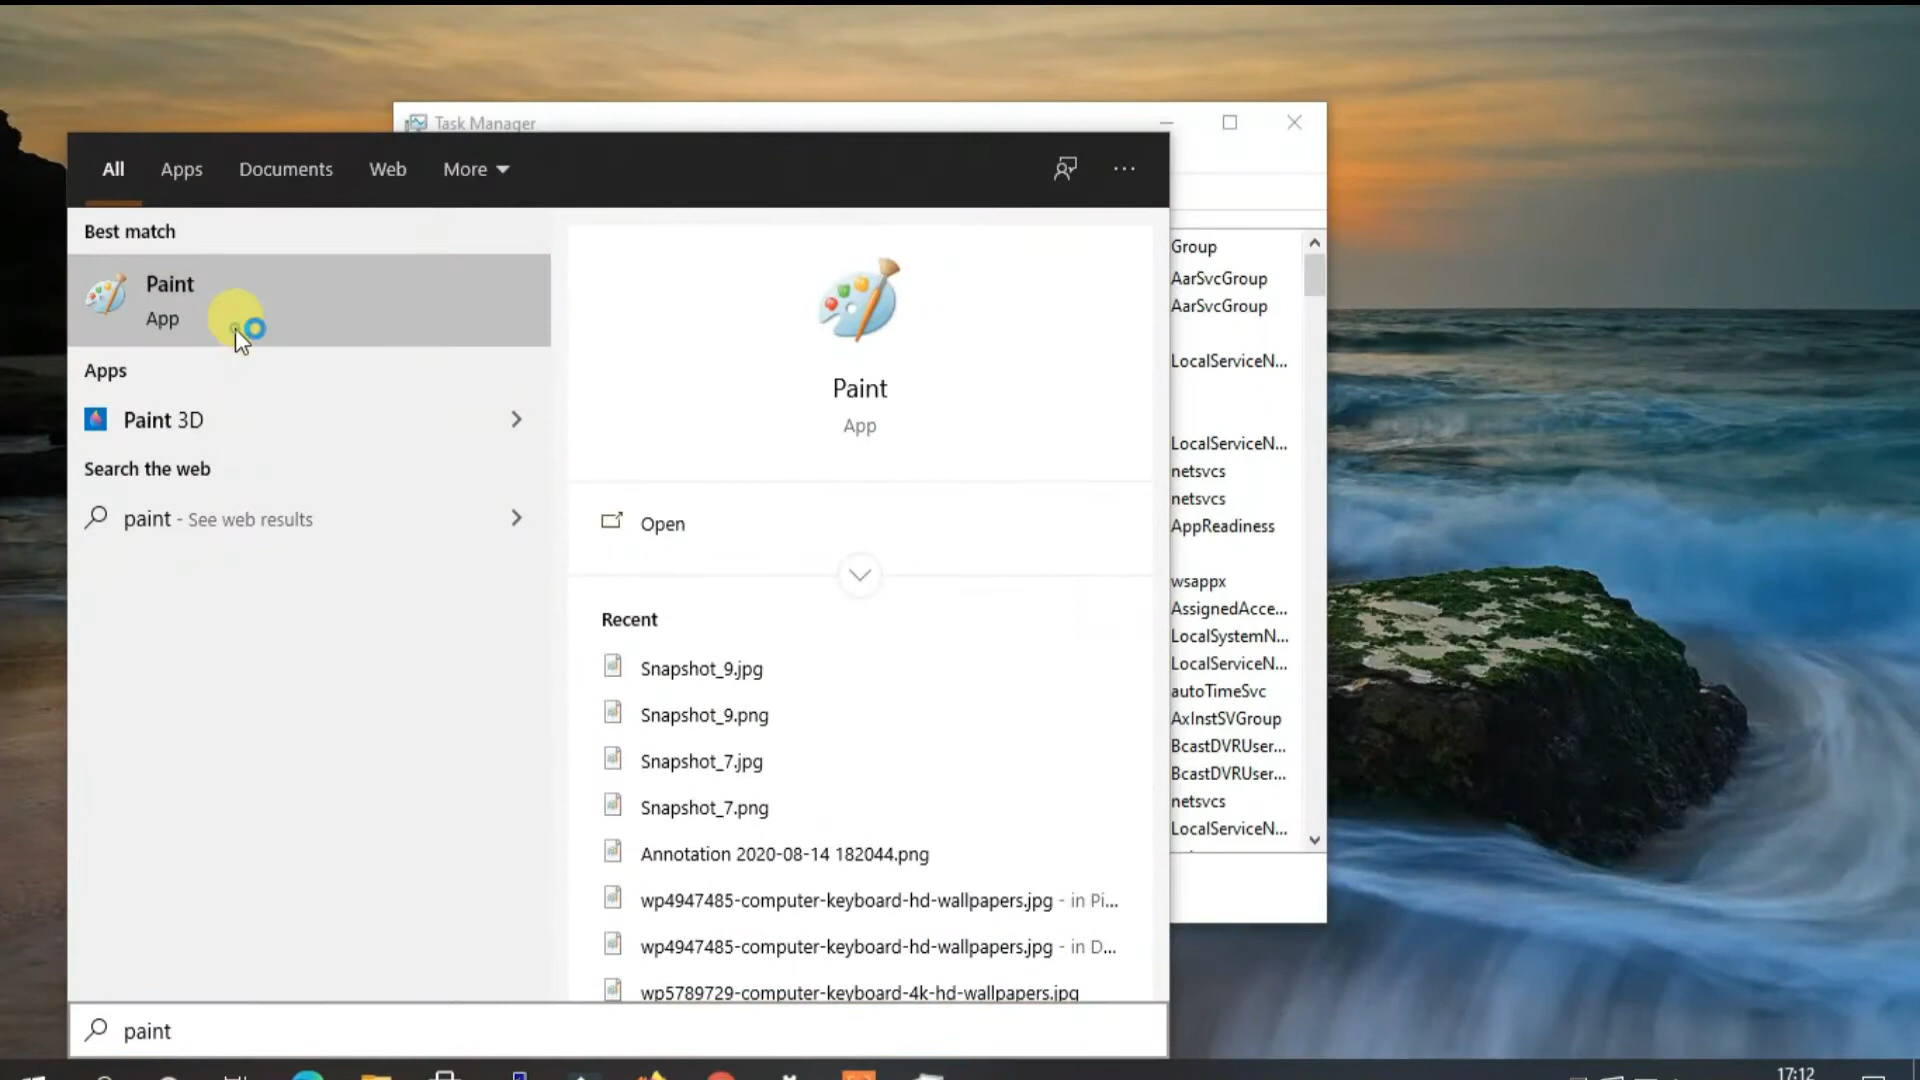 Task Manager
All Apps Documents Web More
Best match
Paint
App
Apps
Paint 3D
Search the web
paint - See web results
Paint
App
Open
Recent
Snapshot_9.jpg
Snapshot_9.png
Snapshot_7.jpg
Snapshot_7.png
Annotation 2020-08-14 182044.png
wp4947485-computer-keyboard-hd-wallpapers.jpg - in Pi...
wp4947485-computer-keyboard-hd-wallpapers.jpg - in D...
wp5789729-computer-keyboard-4k-hd-wallpapers.jpg
paint
Group
AarSvcGroup
AarSvcGroup
LocalServiceN...
LocalServiceN...
netsvcs
netsvcs
AppReadiness
wsappx
AssignedAcce...
LocalSystemN...
LocalServiceN...
autoTimeSvc
AxInstSVGroup
BcastDVRUser...
BcastDVRUser...
netsvcs
LocalServiceN...
17:12